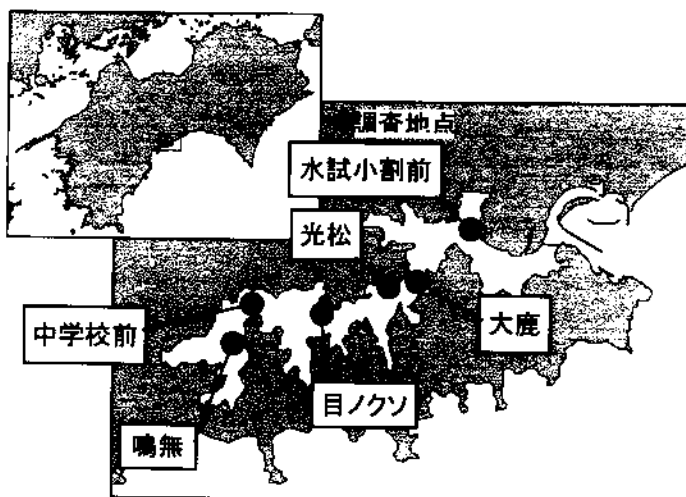 調査地点
水試小割前
光松
中学校前
大鹿
目ノクソ
鳴無